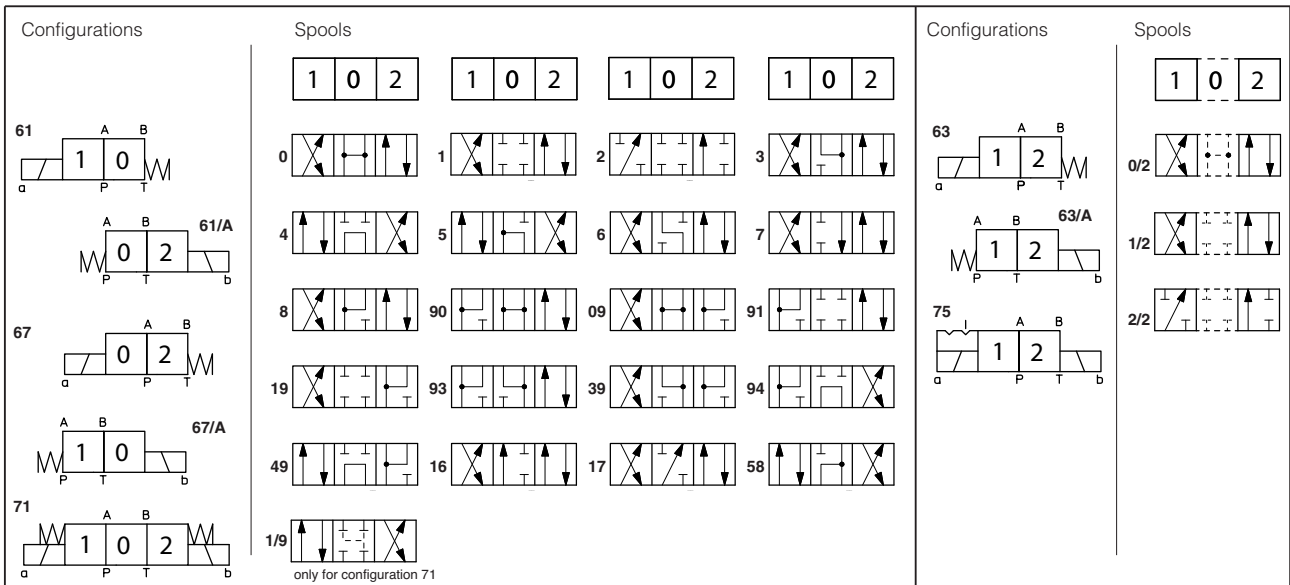 Configurations
Spools
Configurations
Spools
1 0 2
1 0 2
1 0 2
1 0 2
1 0 2
61
A B
1 0
a P T
61/A
A B
0 2
P T b
67
A B
0 2
a P T
67/A
A B
1 0
P T b
71
A B
1 0 2
a P T b
0 1 2 3
4 5 6 7
8 90 09 91
19 93 39 94
49 16 17 58
1/9
only for configuration 71
63
A B
1 2
a P T
63/A
A B
1 2
P T b
75
A B
1 2
a P T b
0/2
1/2
2/2